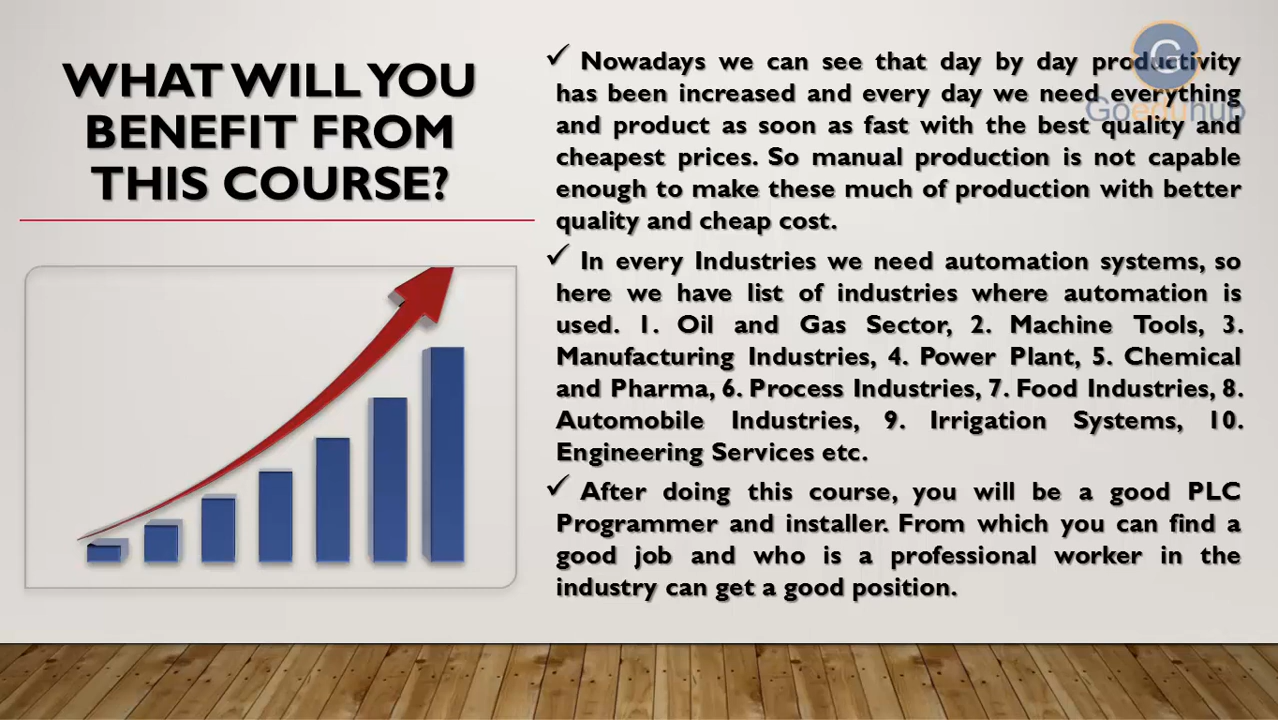 WHAT WILL YOU
BENEFIT FROM
THIS COURSE?
✓ Nowadays we can see that day by day productivity
has been increased and every day we need everything
and product as soon as fast with the best quality and
cheapest prices. So manual production is not capable
enough to make these much of production with better
quality and cheap cost.
✓ In every Industries we need automation systems, so
here we have list of industries where automation is
used. 1. Oil and Gas Sector, 2. Machine Tools, 3.
Manufacturing Industries, 4. Power Plant, 5. Chemical
and Pharma, 6. Process Industries, 7. Food Industries, 8.
Automobile Industries, 9. Irrigation Systems, 10.
Engineering Services etc.
✓ After doing this course, you will be a good PLC
Programmer and installer. From which you can find a
good job and who is a professional worker in the
industry can get a good position.
G
Goeduhub